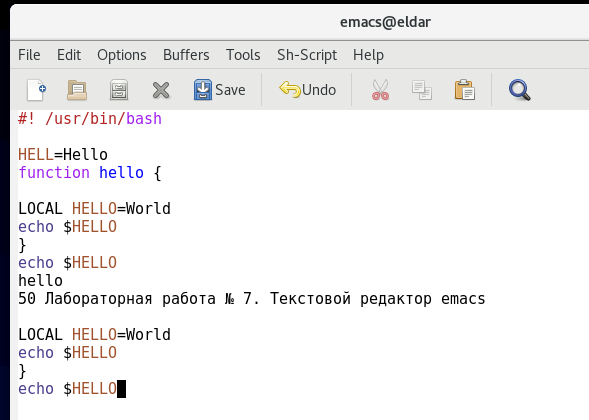 emacs@eldar
File Edit Options Buffers Tools Sh-Script Help
Save Undo
#! /usr/bin/bash
HELL=Hello
function hello {
LOCAL HELLO=World
echo $HELLO
}
echo $HELLO
hello
50 Лабораторная работа № 7. Текстовой редактор emacs
LOCAL HELLO=World
echo $HELLO
}
echo $HELLO